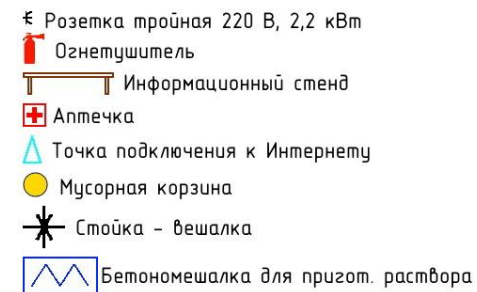 Розетка тройная 220 В, 2,2 кВт
Огнетушитель
Информационный стенд
Аптечка
Точка подключения к Интернету
Мусорная корзина
Стойка - вешалка
Бетономешалка для пригот. раствора